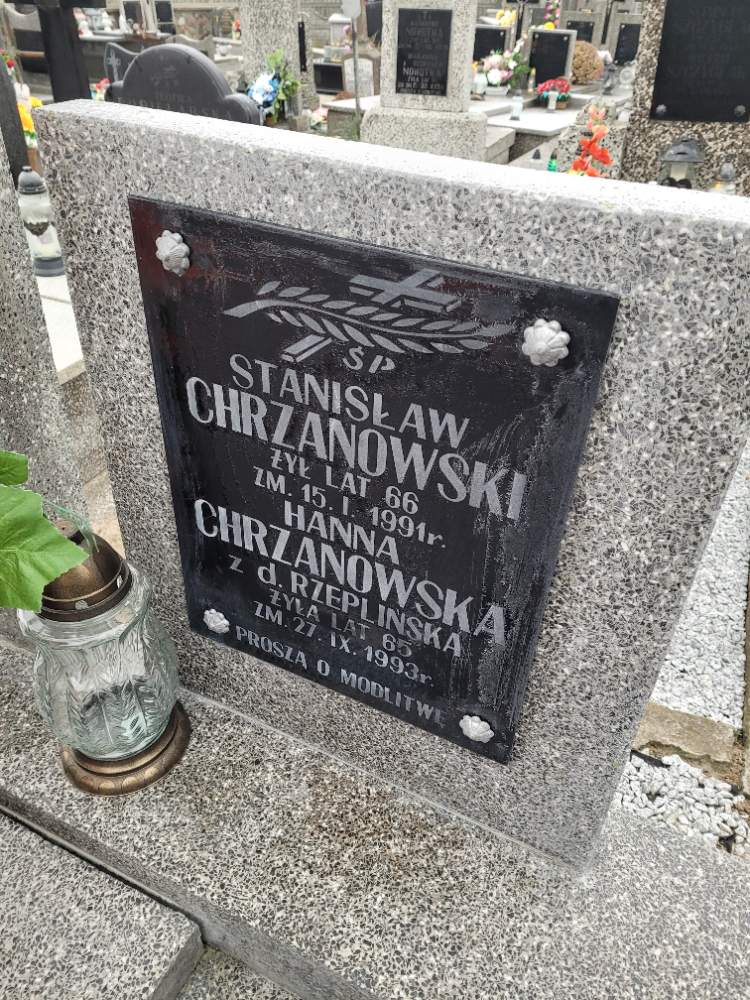 Ś P
STANISŁAW
CHRZANOWSKI
ŻYŁ LAT 66
ZM. 15. I. 1991r.
HANNA
CHRZANOWSKA
z d. RZEPLIŃSKA
ŻYŁA LAT 65
ZM. 27. IX. 1993r.
PROSZĄ O MODLITWĘ